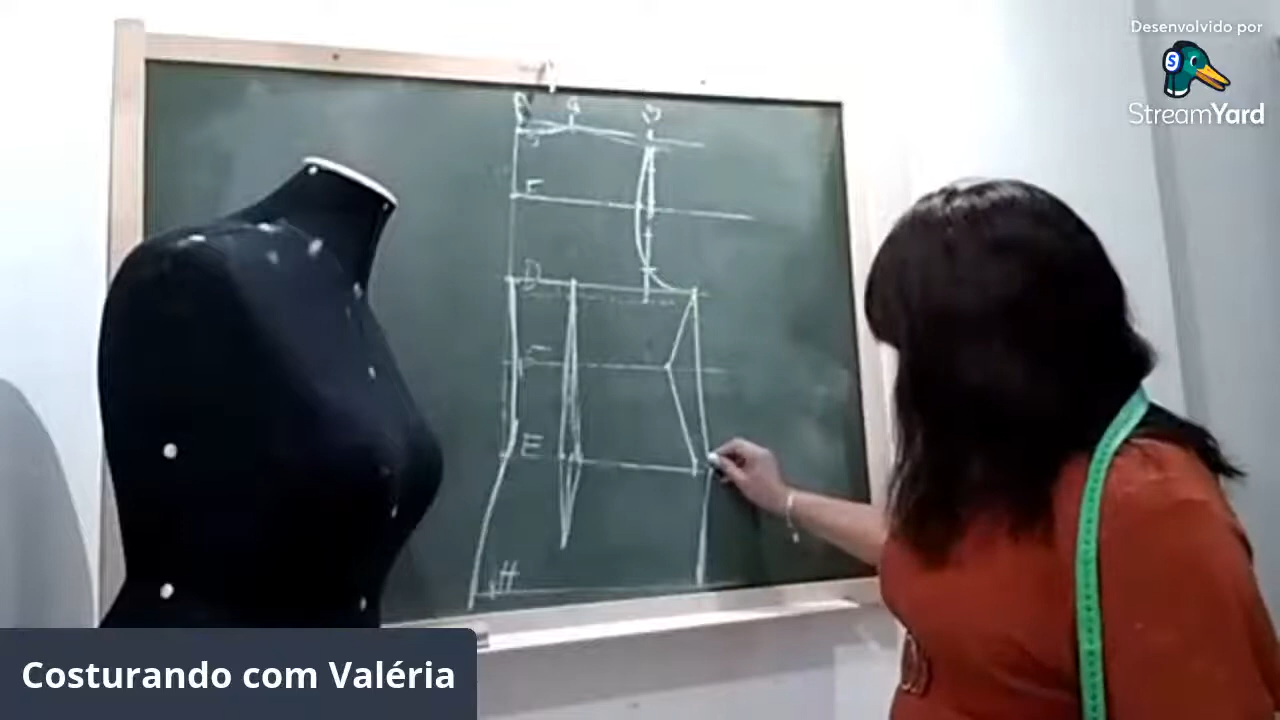 Desenvolvido por
StreamYard
F
D
F
E
H
Costurando com Valéria